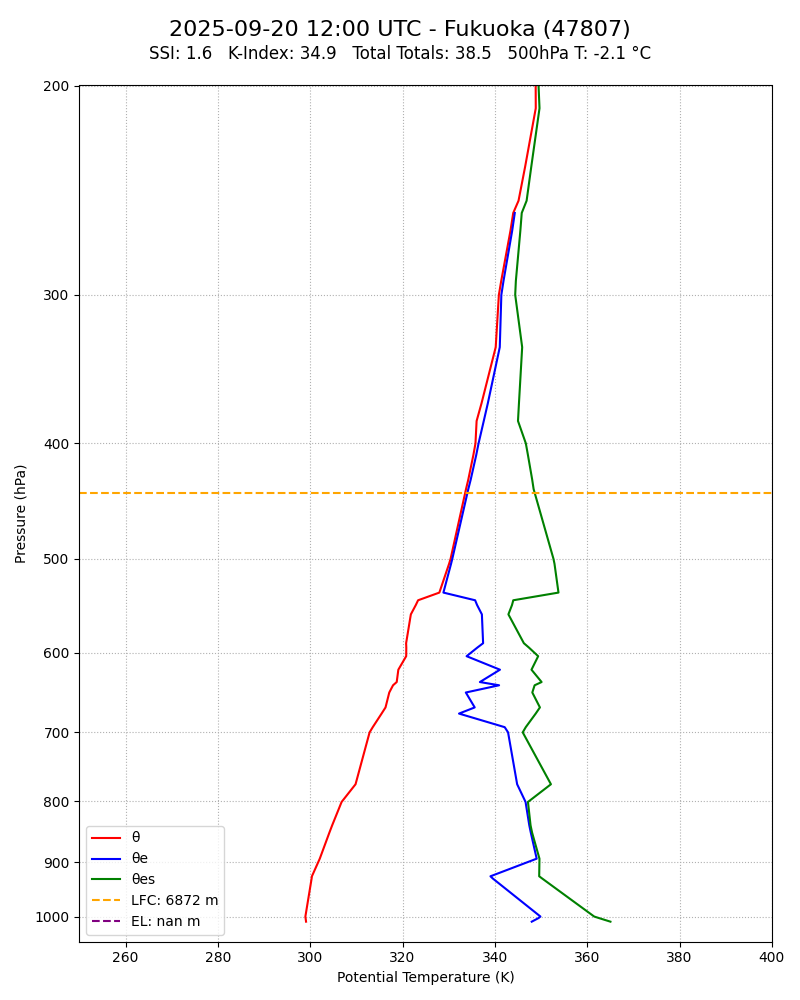 2025-09-20 12:00 UTC - Fukuoka (47807)
SSI: 1.6   K-Index: 34.9   Total Totals: 38.5   500hPa T: -2.1 °C
200
300
400
500
600
700
800
900
1000
Pressure (hPa)
θ
θe
θes
LFC: 6872 m
EL: nan m
260 280 300 320 340 360 380 400
Potential Temperature (K)